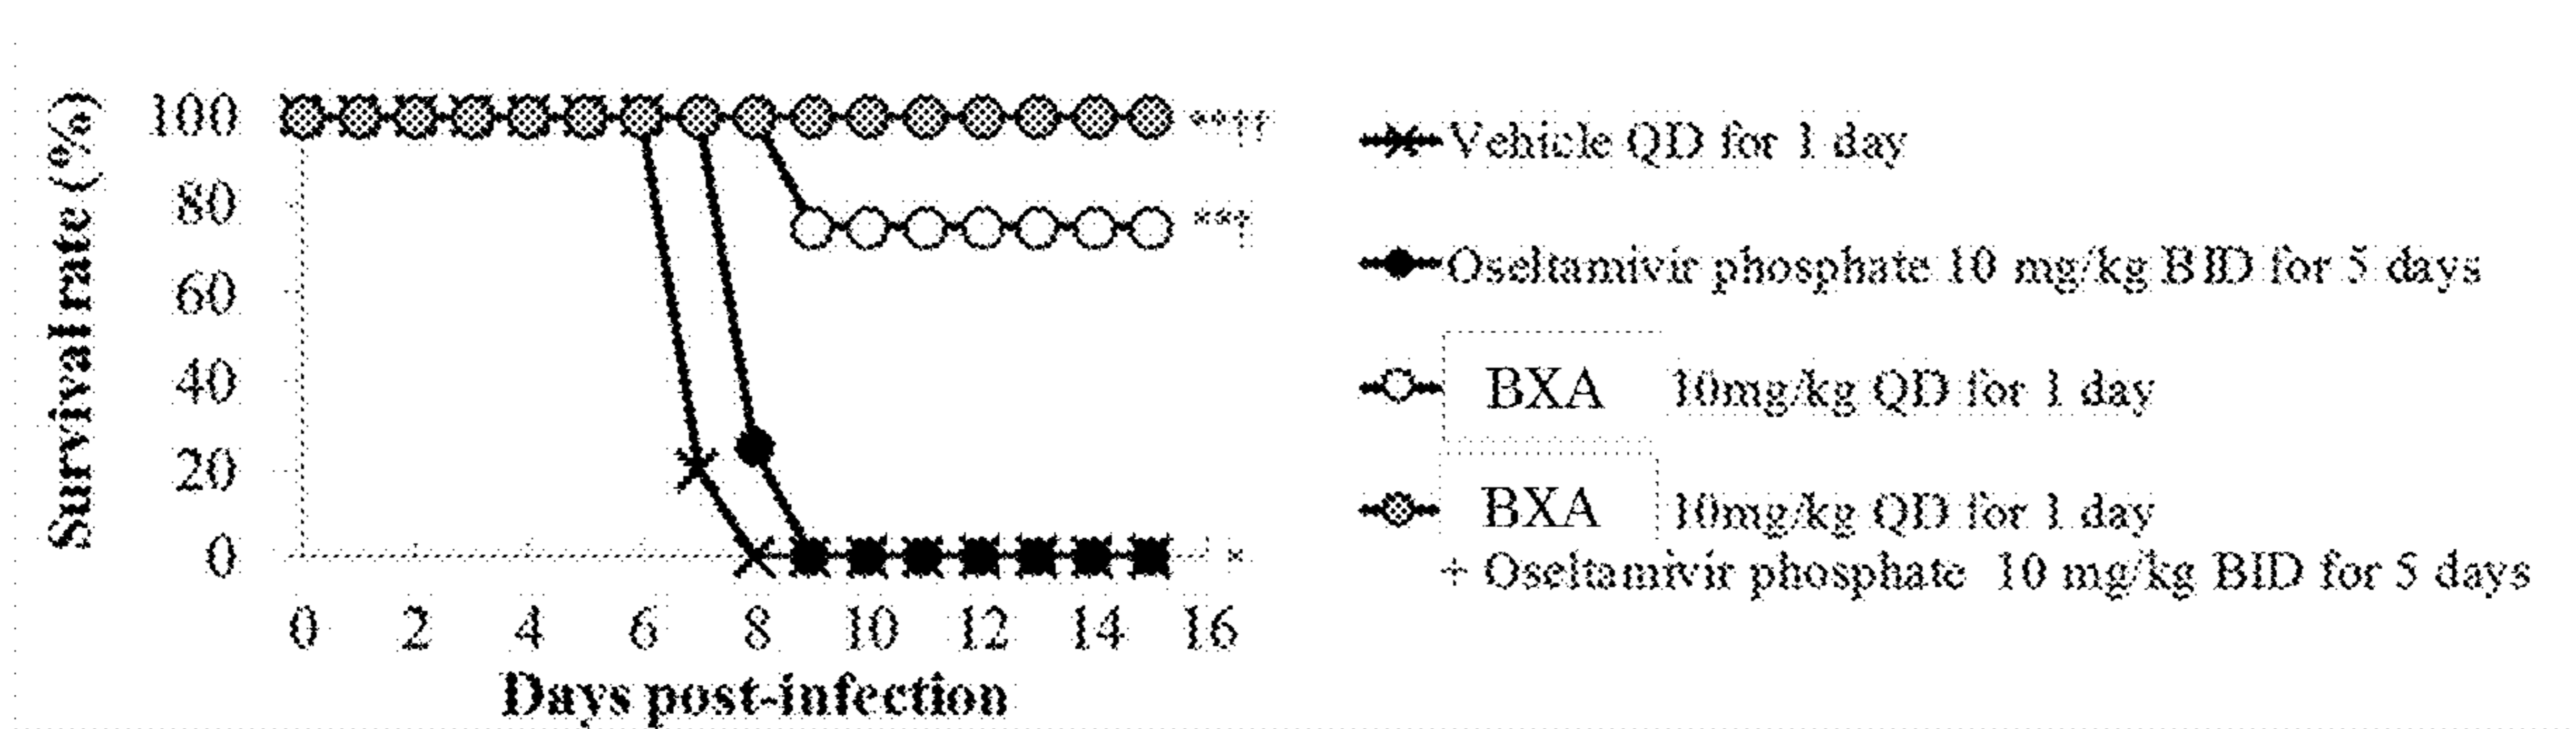 Survival rate (%)
100
80
60
40
20
0
0 2 4 6 8 10 12 14 16
Days post-infection
**††
**†
*
Vehicle QD for 1 day
Oseltamivir phosphate 10 mg/kg BID for 5 days
BXA 10mg/kg QD for 1 day
BXA 10mg/kg QD for 1 day
+ Oseltamivir phosphate 10 mg/kg BID for 5 days